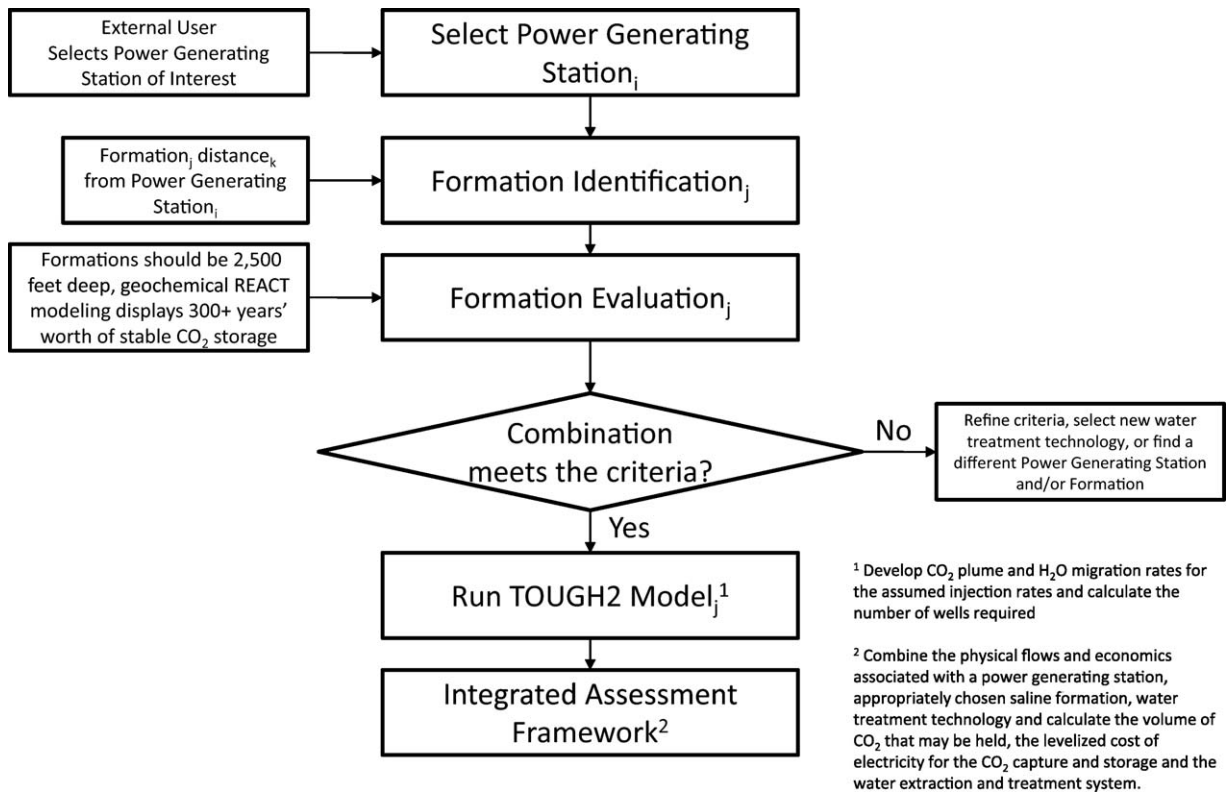 External User
Selects Power Generating
Station of Interest
Select Power Generating
Stationᵢ
Formationⱼ distanceₖ
from Power Generating
Stationᵢ
Formation Identificationⱼ
Formations should be 2,500
feet deep, geochemical REACT
modeling displays 300+ years’
worth of stable CO₂ storage
Formation Evaluationⱼ
Combination
meets the criteria?
No
Refine criteria, select new water
treatment technology, or find a
different Power Generating Station
and/or Formation
Yes
Run TOUGH2 Modelⱼ¹
Integrated Assessment
Framework²
¹ Develop CO₂ plume and H₂O migration rates for
the assumed injection rates and calculate the
number of wells required
² Combine the physical flows and economics
associated with a power generating station,
appropriately chosen saline formation, water
treatment technology and calculate the volume of
CO₂ that may be held, the levelized cost of
electricity for the CO₂ capture and storage and the
water extraction and treatment system.